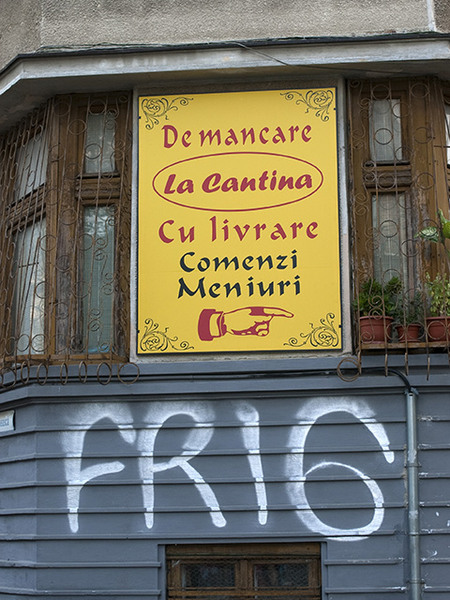 De mancare
La Cantina
Cu livrare
Comenzi
Meniuri
FRIG